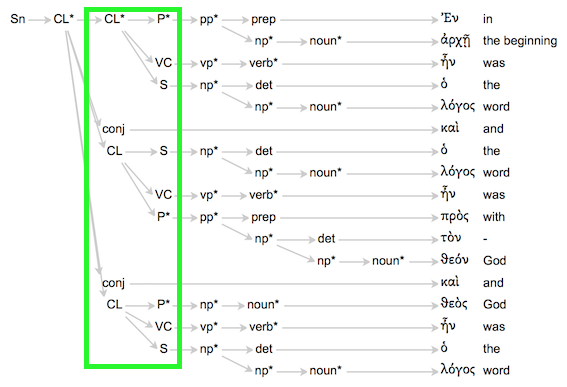 Sn CL* CL* P* pp* prep Ἐν in
np* noun* ἀρχῇ the beginning
VC vp* verb* ἦν was
S np* det ὁ the
np* noun* λόγος word
conj καὶ and
CL S np* det ὁ the
np* noun* λόγος word
VC vp* verb* ἦν was
P* pp* prep πρὸς with
np* det τὸν -
np* noun* ϑεόν God
conj καὶ and
CL P* np* noun* ϑεὸς God
VC vp* verb* ἦν was
S np* det ὁ the
np* noun* λόγος word